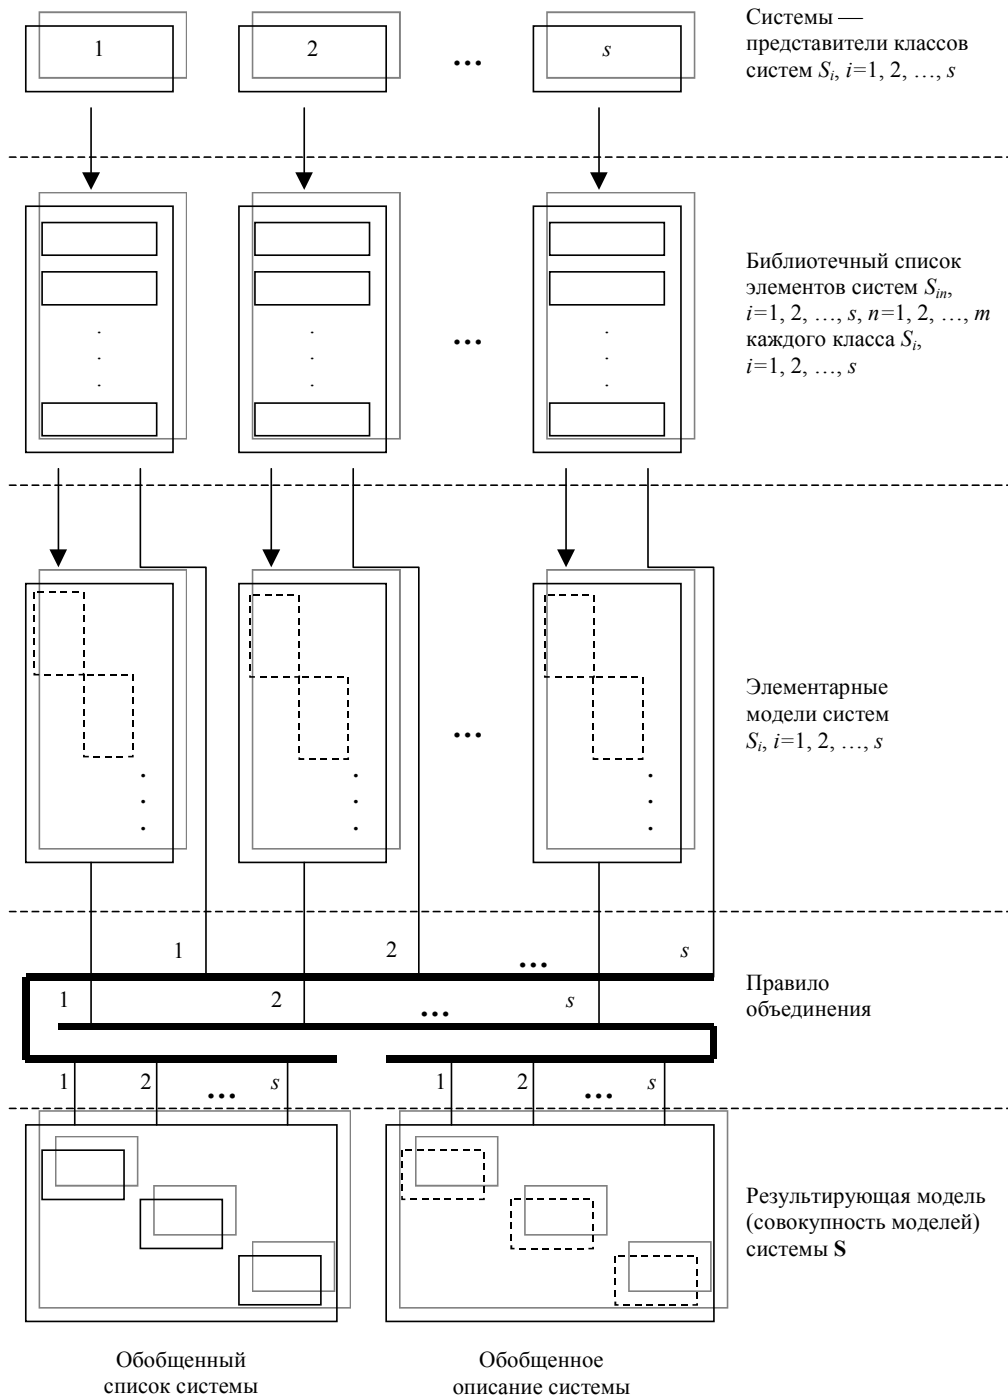 1
2
...
s
Системы —
представители классов
систем Si, i=1, 2, …, s
...
Библиотечный список
элементов систем Sin,
i=1, 2, …, s, n=1, 2, …, m
каждого класса Si,
i=1, 2, …, s
...
Элементарные
модели систем
Si, i=1, 2, …, s
1
2
...
s
1
2
...
s
Правило
объединения
1
2
...
s
1
2
...
s
Результирующая модель
(совокупность моделей)
системы S
Обобщенный
список системы
Обобщенное
описание системы